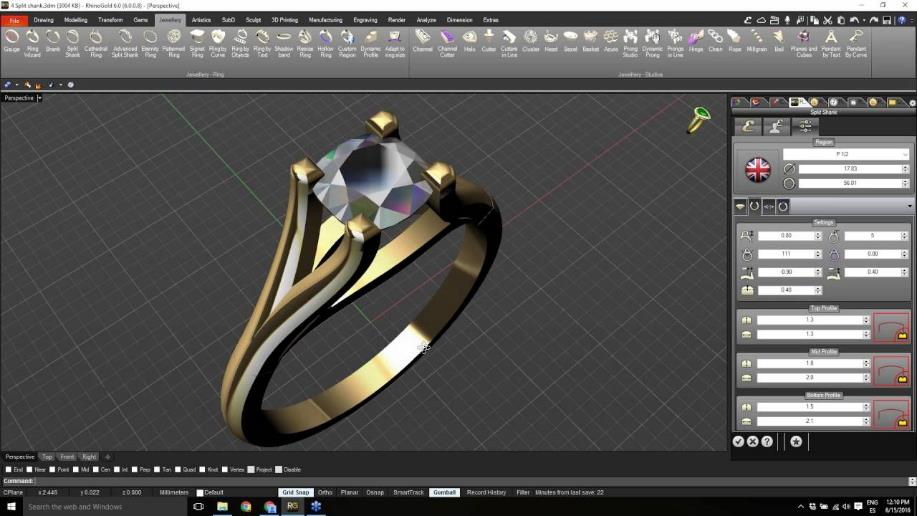 4 Split shank.3dm (3004 KB) - RhinoGold 6.0 (6.0.0.8) - [Perspective]
File Drawing Modelling Transform Gems Jewellery Artistics SubD Sculpt 3D Printing Manufacturing Engraving Render Analyze Dimension Extras
Gauge Ring Wizard Shank Split Shank Cathedral Ring Advanced Split Shank Eternity Ring Patterned Ring Signet Ring Ring by Curve Ring by Objects Ring by Text Shadow band Rescale Ring Hollow Ring Custom Region Dynamic Profile Adapt to ring size Channel Channel Cutter Halo Cutter Cutters in Line Cluster Head Bezel Basket Azure Prong Studio Dynamic Prong Prongs in Line Hinge Chain Rope Millgrain Bail Planes and Cubes Pendant by Text Pendant By Curve
Jewellery - Ring Jewellery - Studios
Perspective
Split Shank
Region
P 1/2
17.83
56.01
Settings
0.80 5
111 0.00
-0.90 0.40
0.40
Top Profile
1.3
1.3
Mid Profile
1.8
2.0
Bottom Profile
1.5
2.1
Perspective Top Front Right
End Near Point Mid Cen Int Perp Tan Quad Knot Vertex Project Disable
Command:
CPlane x 2.446 y 0.022 z 0.000 Millimeters Default Grid Snap Ortho Planar Osnap SmartTrack Gumball Record History Filter Minutes from last save: 22
Search the web and Windows
RG
ENG
ES
12:10 PM
6/15/2016